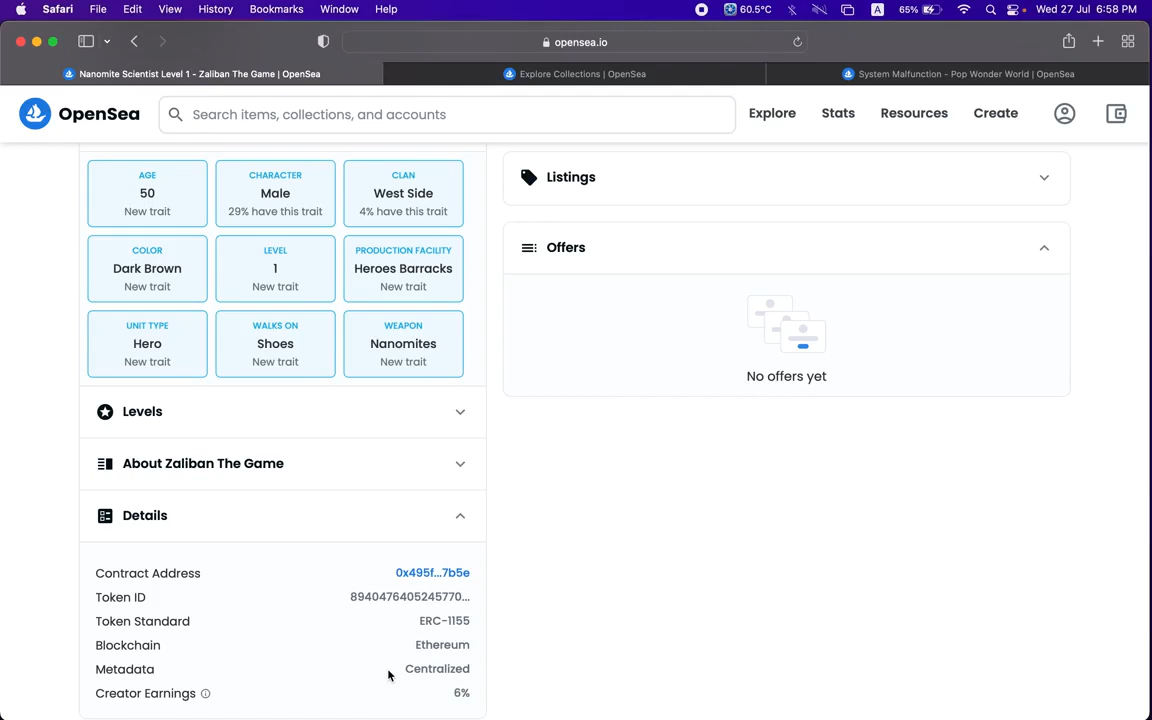 Safari File Edit View History Bookmarks Window Help 60.5°C A 65% Wed 27 Jul 6:58 PM
opensea.io
Nanomite Scientist Level 1 - Zaliban The Game | OpenSea
Explore Collections | OpenSea
System Malfunction - Pop Wonder World | OpenSea
OpenSea
Search items, collections, and accounts
Explore Stats Resources Create
AGE
50
New trait
CHARACTER
Male
29% have this trait
CLAN
West Side
4% have this trait
COLOR
Dark Brown
New trait
LEVEL
1
New trait
PRODUCTION FACILITY
Heroes Barracks
New trait
UNIT TYPE
Hero
New trait
WALKS ON
Shoes
New trait
WEAPON
Nanomites
New trait
Levels
About Zaliban The Game
Details
Contract Address 0x495f...7b5e
Token ID 8940476405245770...
Token Standard ERC-1155
Blockchain Ethereum
Metadata Centralized
Creator Earnings 6%
Listings
Offers
No offers yet